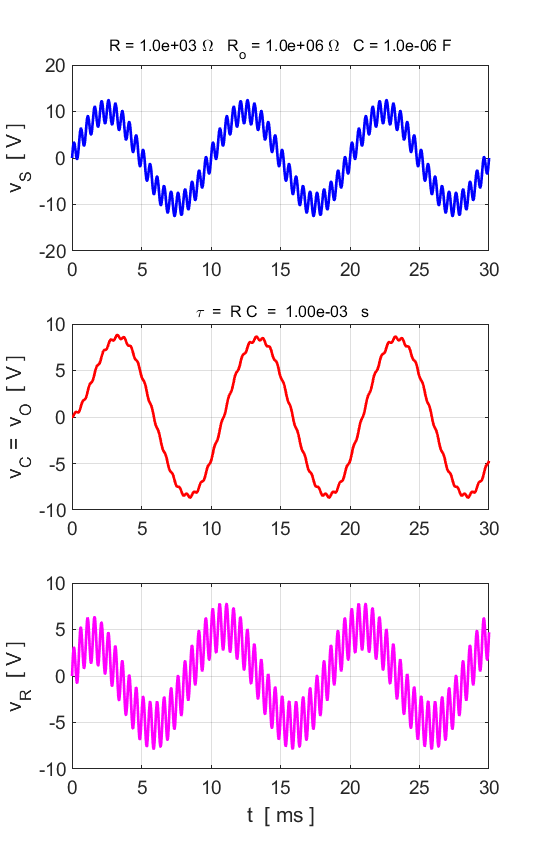 R = 1.0e+03 Ω   Rₒ = 1.0e+06 Ω   C = 1.0e-06 F
20
10
0
-10
-20
v_S [ V ]
0 5 10 15 20 25 30
τ = R C = 1.00e-03 s
10
5
0
-5
-10
v_C = v_O [ V ]
0 5 10 15 20 25 30
10
5
0
-5
-10
v_R [ V ]
0 5 10 15 20 25 30
t [ ms ]